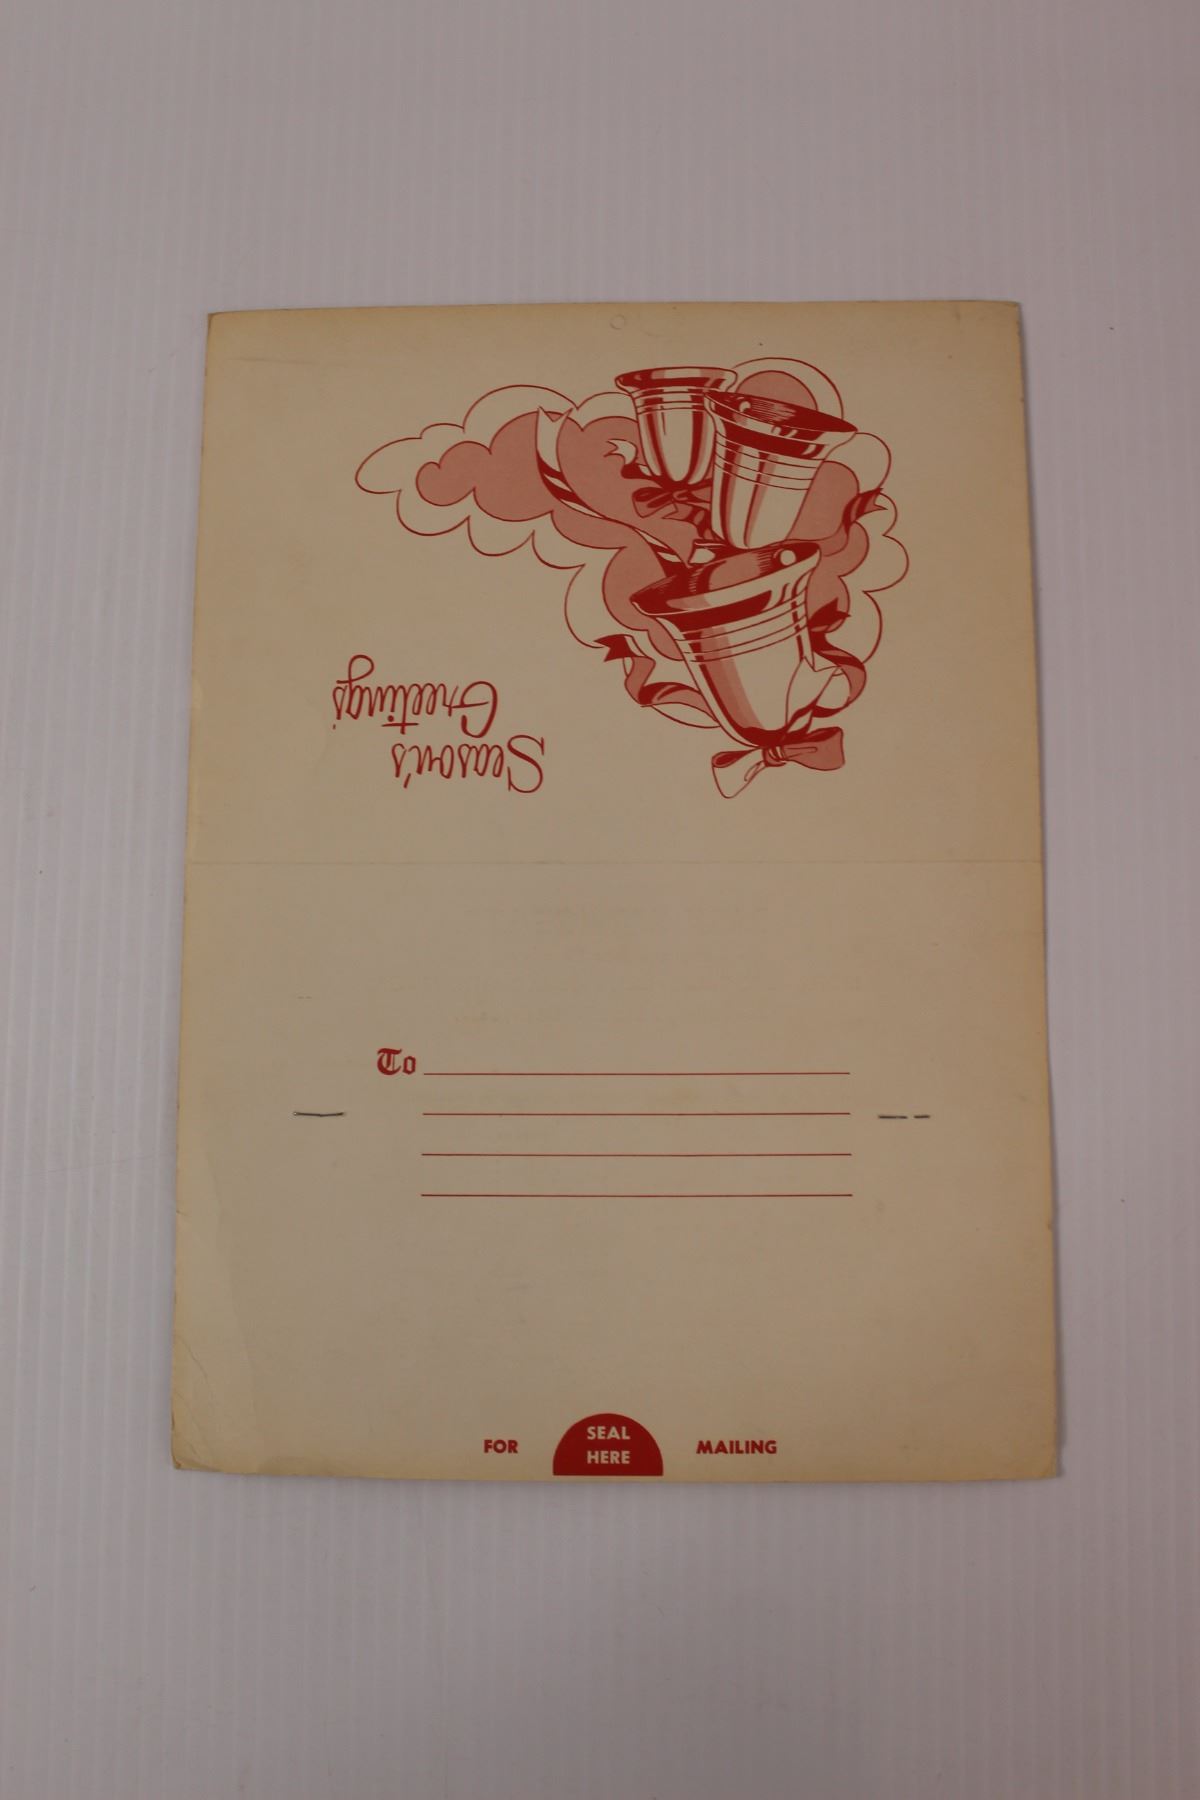 Season's
Greetings
To
FOR SEAL MAILING
HERE